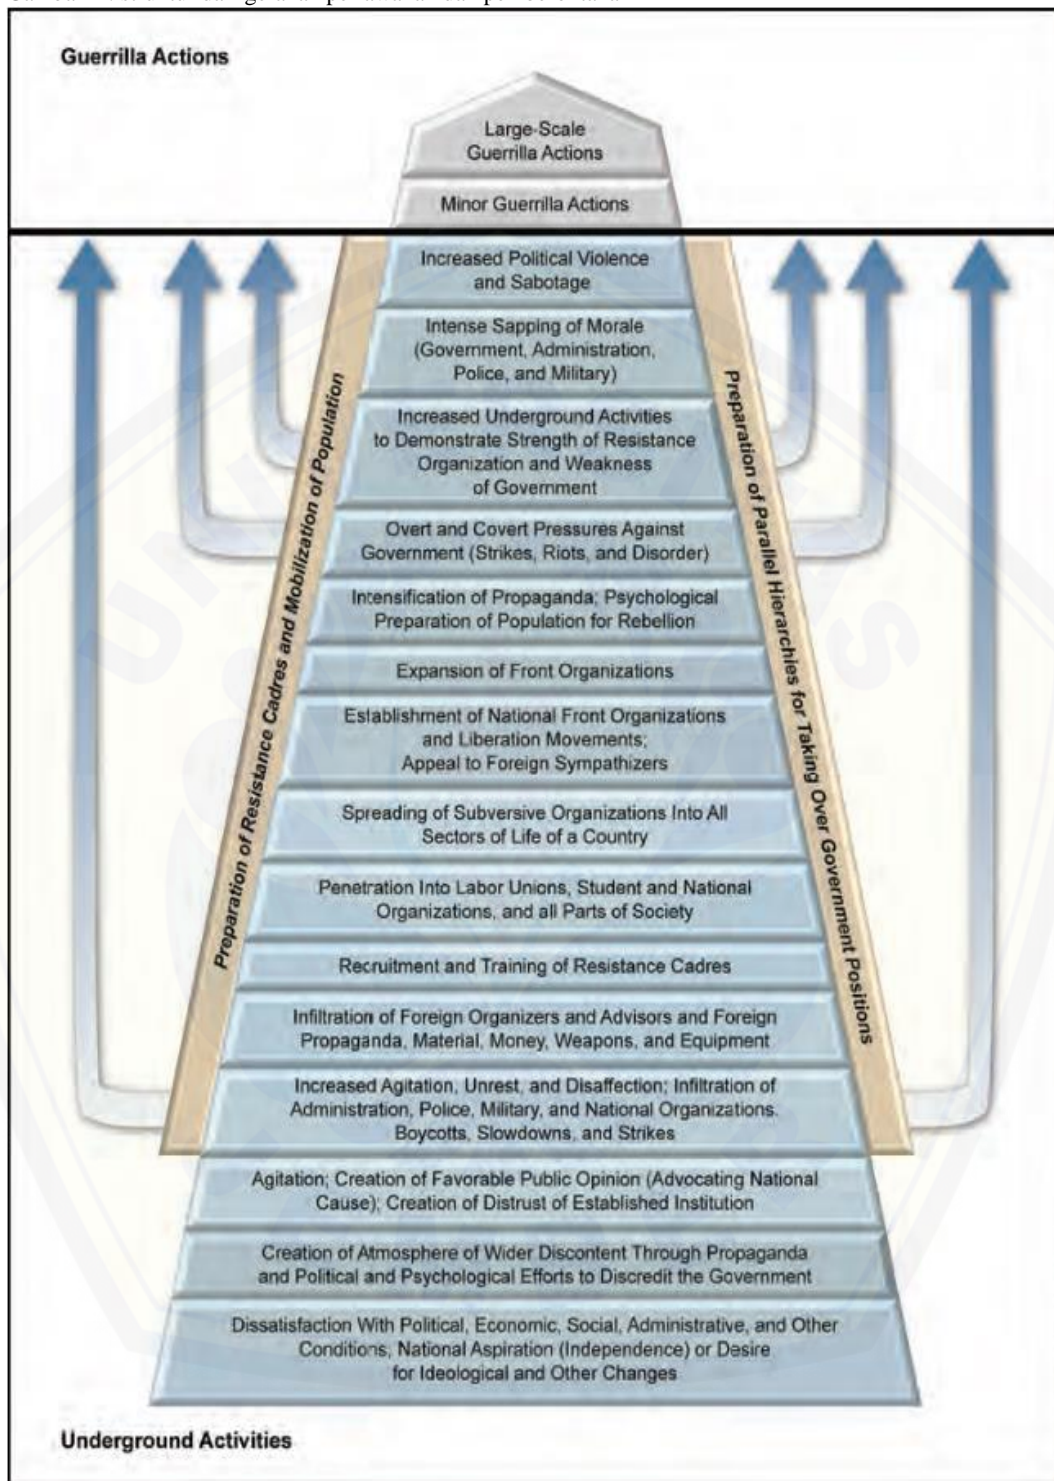 Guerrilla Actions
Large-Scale
Guerrilla Actions
Minor Guerrilla Actions
Increased Political Violence
and Sabotage
Intense Sapping of Morale
(Government, Administration,
Police, and Military)
Increased Underground Activities
to Demonstrate Strength of Resistance
Organization and Weakness
of Government
Overt and Covert Pressures Against
Government (Strikes, Riots, and Disorder)
Intensification of Propaganda; Psychological
Preparation of Population for Rebellion
Expansion of Front Organizations
Establishment of National Front Organizations
and Liberation Movements;
Appeal to Foreign Sympathizers
Spreading of Subversive Organizations Into All
Sectors of Life of a Country
Penetration Into Labor Unions, Student and National
Organizations, and all Parts of Society
Recruitment and Training of Resistance Cadres
Infiltration of Foreign Organizers and Advisors and Foreign
Propaganda, Material, Money, Weapons, and Equipment
Increased Agitation, Unrest, and Disaffection; Infiltration of
Administration, Police, Military, and National Organizations.
Boycotts, Slowdowns, and Strikes
Agitation; Creation of Favorable Public Opinion (Advocating National
Cause); Creation of Distrust of Established Institution
Creation of Atmosphere of Wider Discontent Through Propaganda
and Political and Psychological Efforts to Discredit the Government
Dissatisfaction With Political, Economic, Social, Administrative, and Other
Conditions, National Aspiration (Independence) or Desire
for Ideological and Other Changes
Preparation of Resistance Cadres and Mobilization of Population
Preparation of Parallel Hierarchies for Taking Over Government Positions
Underground Activities